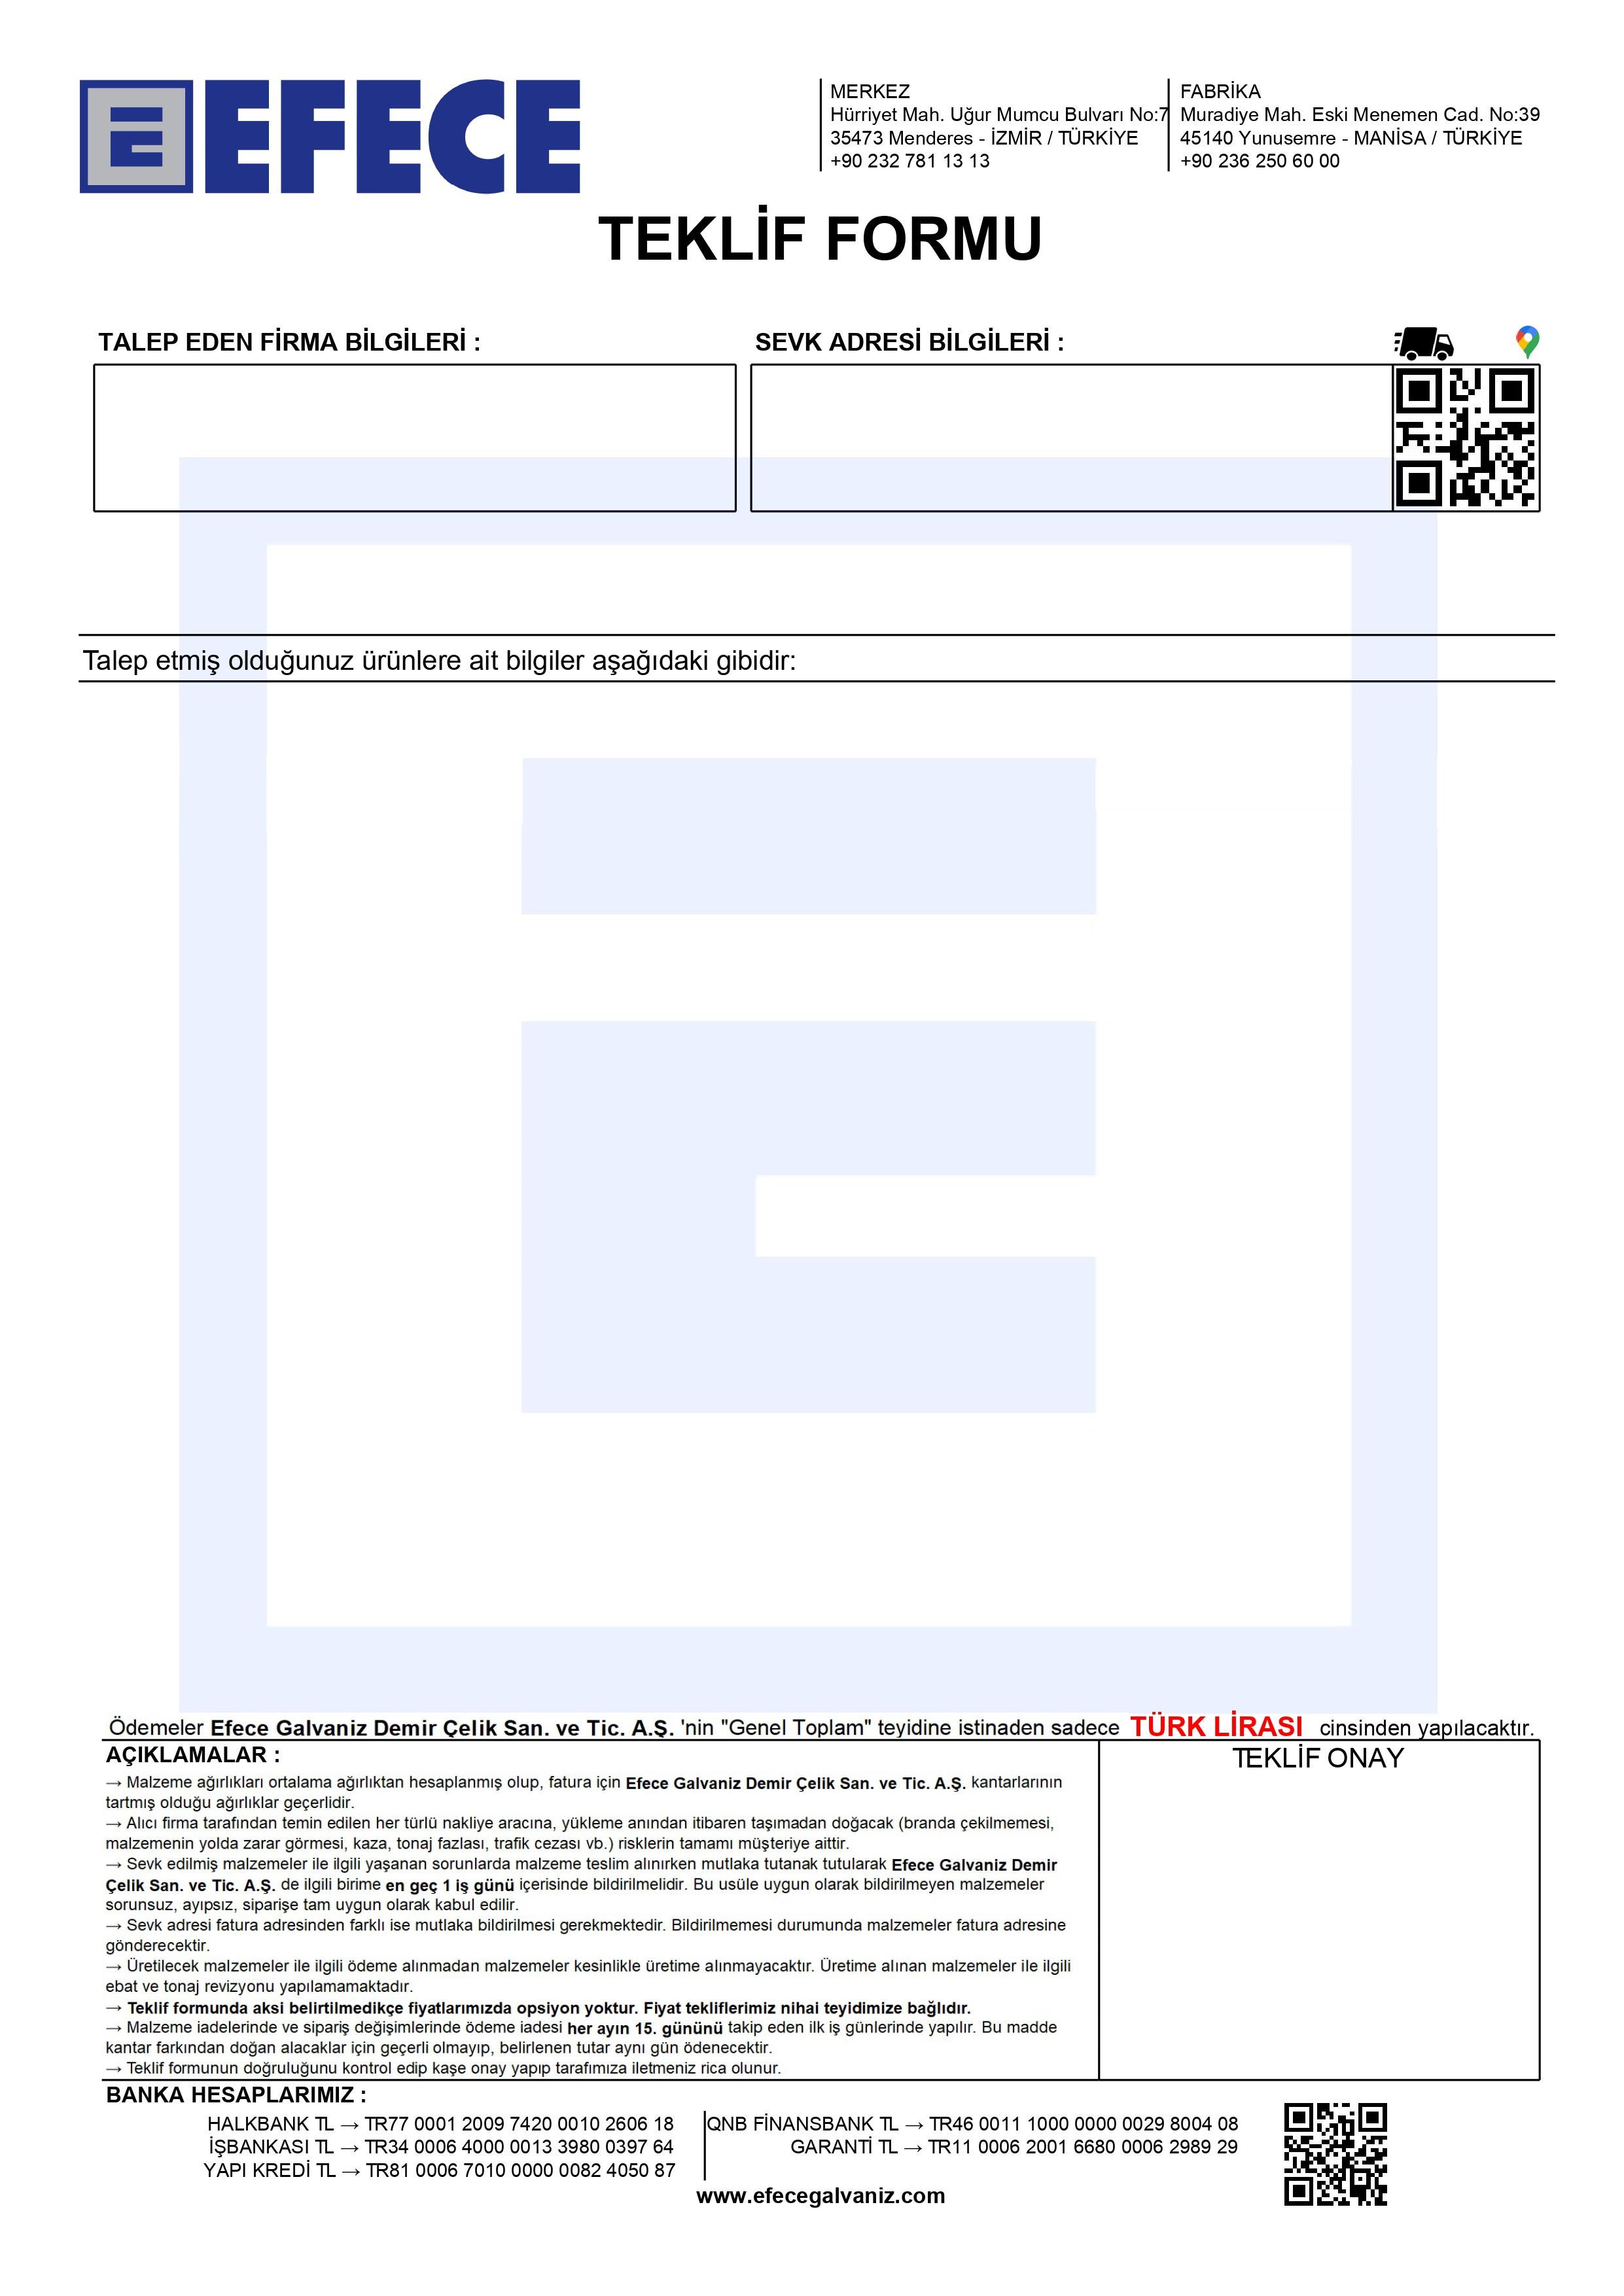 EFECE
MERKEZ
Hürriyet Mah. Uğur Mumcu Bulvarı No:7
35473 Menderes - İZMİR / TÜRKİYE
+90 232 781 13 13
FABRİKA
Muradiye Mah. Eski Menemen Cad. No:39
45140 Yunusemre - MANİSA / TÜRKİYE
+90 236 250 60 00
TEKLİF FORMU
TALEP EDEN FİRMA BİLGİLERİ :
SEVK ADRESİ BİLGİLERİ :
Talep etmiş olduğunuz ürünlere ait bilgiler aşağıdaki gibidir:
Ödemeler Efece Galvaniz Demir Çelik San. ve Tic. A.Ş. 'nin "Genel Toplam" teyidine istinaden sadece TÜRK LİRASI cinsinden yapılacaktır.
AÇIKLAMALAR :
→ Malzeme ağırlıkları ortalama ağırlıktan hesaplanmış olup, fatura için Efece Galvaniz Demir Çelik San. ve Tic. A.Ş. kantarlarının
tartmış olduğu ağırlıklar geçerlidir.
→ Alıcı firma tarafından temin edilen her türlü nakliye aracına, yükleme anından itibaren taşımadan doğacak (branda çekilmemesi,
malzemenin yolda zarar görmesi, kaza, tonaj fazlası, trafik cezası vb.) risklerin tamamı müşteriye aittir.
→ Sevk edilmiş malzemeler ile ilgili yaşanan sorunlarda malzeme teslim alınırken mutlaka tutanak tutularak Efece Galvaniz Demir
Çelik San. ve Tic. A.Ş. de ilgili birime en geç 1 iş günü içerisinde bildirilmelidir. Bu usüle uygun olarak bildirilmeyen malzemeler
sorunsuz, ayıpsız, siparişe tam uygun olarak kabul edilir.
→ Sevk adresi fatura adresinden farklı ise mutlaka bildirilmesi gerekmektedir. Bildirilmemesi durumunda malzemeler fatura adresine
gönderecektir.
→ Üretilecek malzemeler ile ilgili ödeme alınmadan malzemeler kesinlikle üretime alınmayacaktır. Üretime alınan malzemeler ile ilgili
ebat ve tonaj revizyonu yapılamamaktadır.
→ Teklif formunda aksi belirtilmedikçe fiyatlarımızda opsiyon yoktur. Fiyat tekliflerimiz nihai teyidimize bağlıdır.
→ Malzeme iadelerinde ve sipariş değişimlerinde ödeme iadesi her ayın 15. gününü takip eden ilk iş günlerinde yapılır. Bu madde
kantar farkından doğan alacaklar için geçerli olmayıp, belirlenen tutar aynı gün ödenecektir.
→ Teklif formunun doğruluğunu kontrol edip kaşe onay yapıp tarafımıza iletmeniz rica olunur.
TEKLİF ONAY
BANKA HESAPLARIMIZ :
HALKBANK TL → TR77 0001 2009 7420 0010 2606 18
İŞBANKASI TL → TR34 0006 4000 0013 3980 0397 64
YAPI KREDİ TL → TR81 0006 7010 0000 0082 4050 87
QNB FİNANSBANK TL → TR46 0011 1000 0000 0029 8004 08
GARANTİ TL → TR11 0006 2001 6680 0006 2989 29
www.efecegalvaniz.com